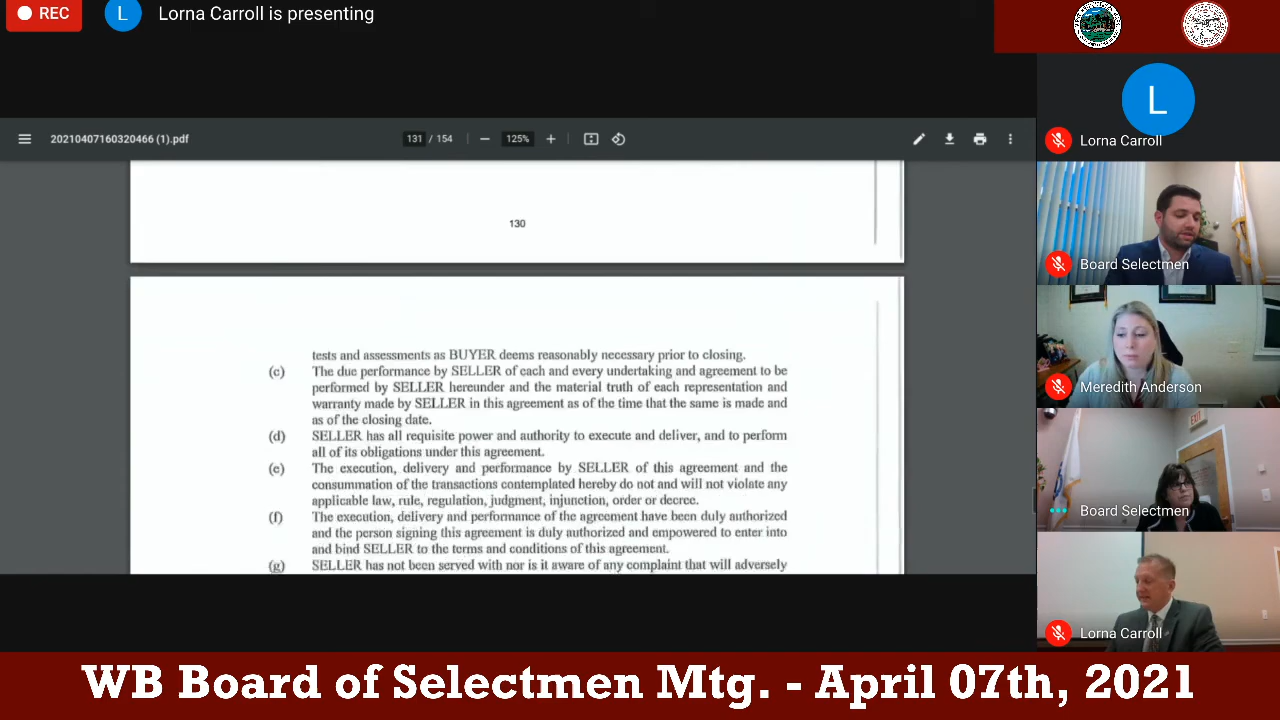 REC
L
Lorna Carroll is presenting
20210407160320466 (1).pdf
131 / 154
125%
130
tests and assessments as BUYER deems reasonably necessary prior to closing.
(c) The due performance by SELLER of each and every undertaking and agreement to be
performed by SELLER hereunder and the material truth of each representation and
warranty made by SELLER in this agreement as of the time that the same is made and
as of the closing date.
(d) SELLER has all requisite power and authority to execute and deliver, and to perform
all of its obligations under this agreement.
(e) The execution, delivery and performance by SELLER of this agreement and the
consummation of the transactions contemplated hereby do not and will not violate any
applicable law, rule, regulation, judgment, injunction, order or decree.
(f) The execution, delivery and performance of the agreement have been duly authorized
and the person signing this agreement is duly authorized and empowered to enter into
and bind SELLER to the terms and conditions of this agreement.
(g) SELLER has not been served with nor is it aware of any complaint that will adversely
L
Lorna Carroll
Board Selectmen
Meredith Anderson
EXIT
Board Selectmen
Lorna Carroll
WB Board of Selectmen Mtg. - April 07th, 2021